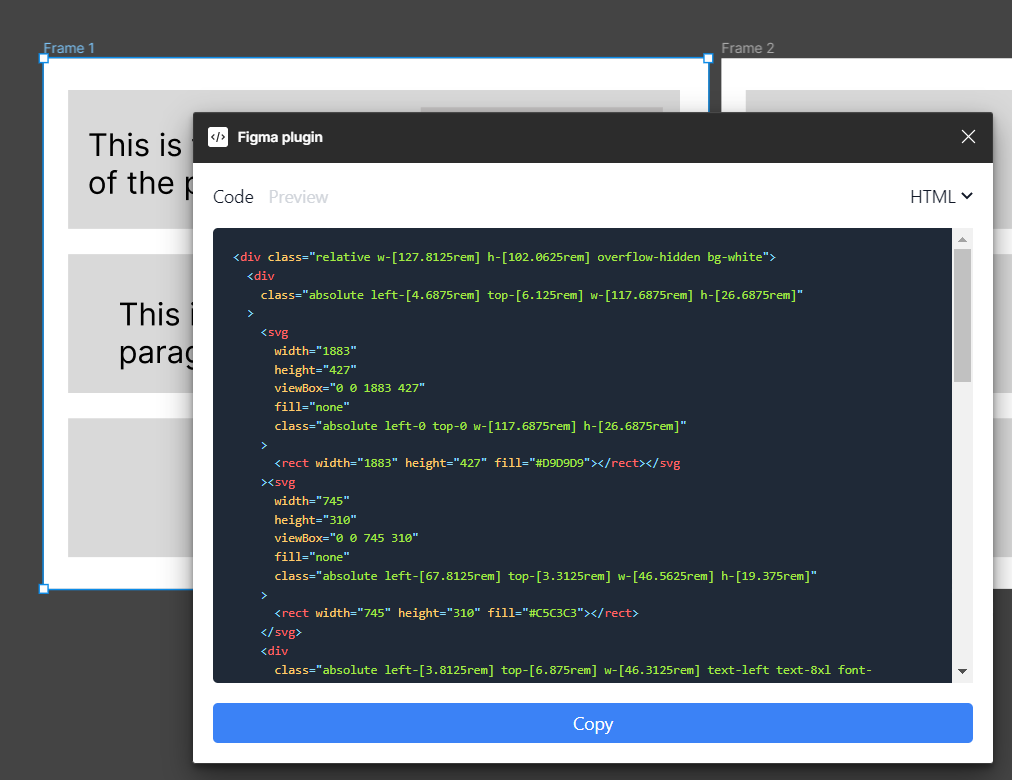 Frame 1
Frame 2
This is
of the
This
</> Figma plugin
Code Preview
HTML
<div class="relative w-[127.8125rem] h-[102.0625rem] overflow-hidden bg-white">
<div
class="absolute left-[4.6875rem] top-[6.125rem] w-[117.6875rem] h-[26.6875rem]"
>
<svg
width="1883"
height="427"
viewBox="0 0 1883 427"
fill="none"
class="absolute left-0 top-0 w-[117.6875rem] h-[26.6875rem]"
>
<rect width="1883" height="427" fill="#D9D9D9"></rect></svg
><svg
width="745"
height="310"
viewBox="0 0 745 310"
fill="none"
class="absolute left-[67.8125rem] top-[3.3125rem] w-[46.5625rem] h-[19.375rem]"
>
<rect width="745" height="310" fill="#C5C3C3"></rect>
</svg>
<div
class="absolute left-[3.8125rem] top-[6.875rem] w-[46.3125rem] text-left text-8xl font-
Copy